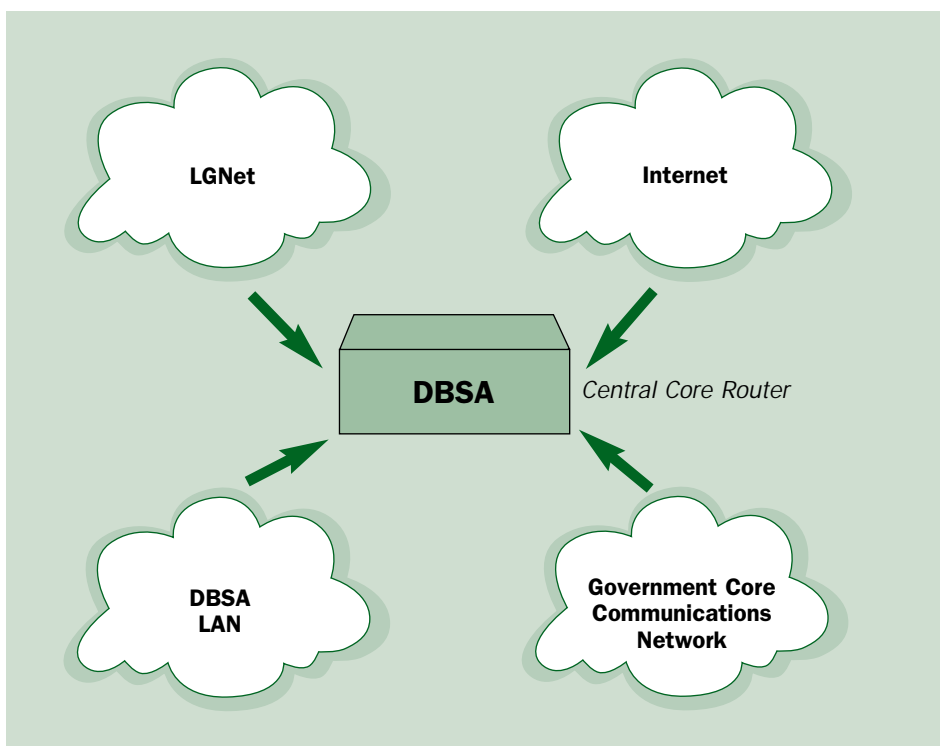 LGNet
Internet
DBSA
Central Core Router
DBSA
LAN
Government Core
Communications
Network